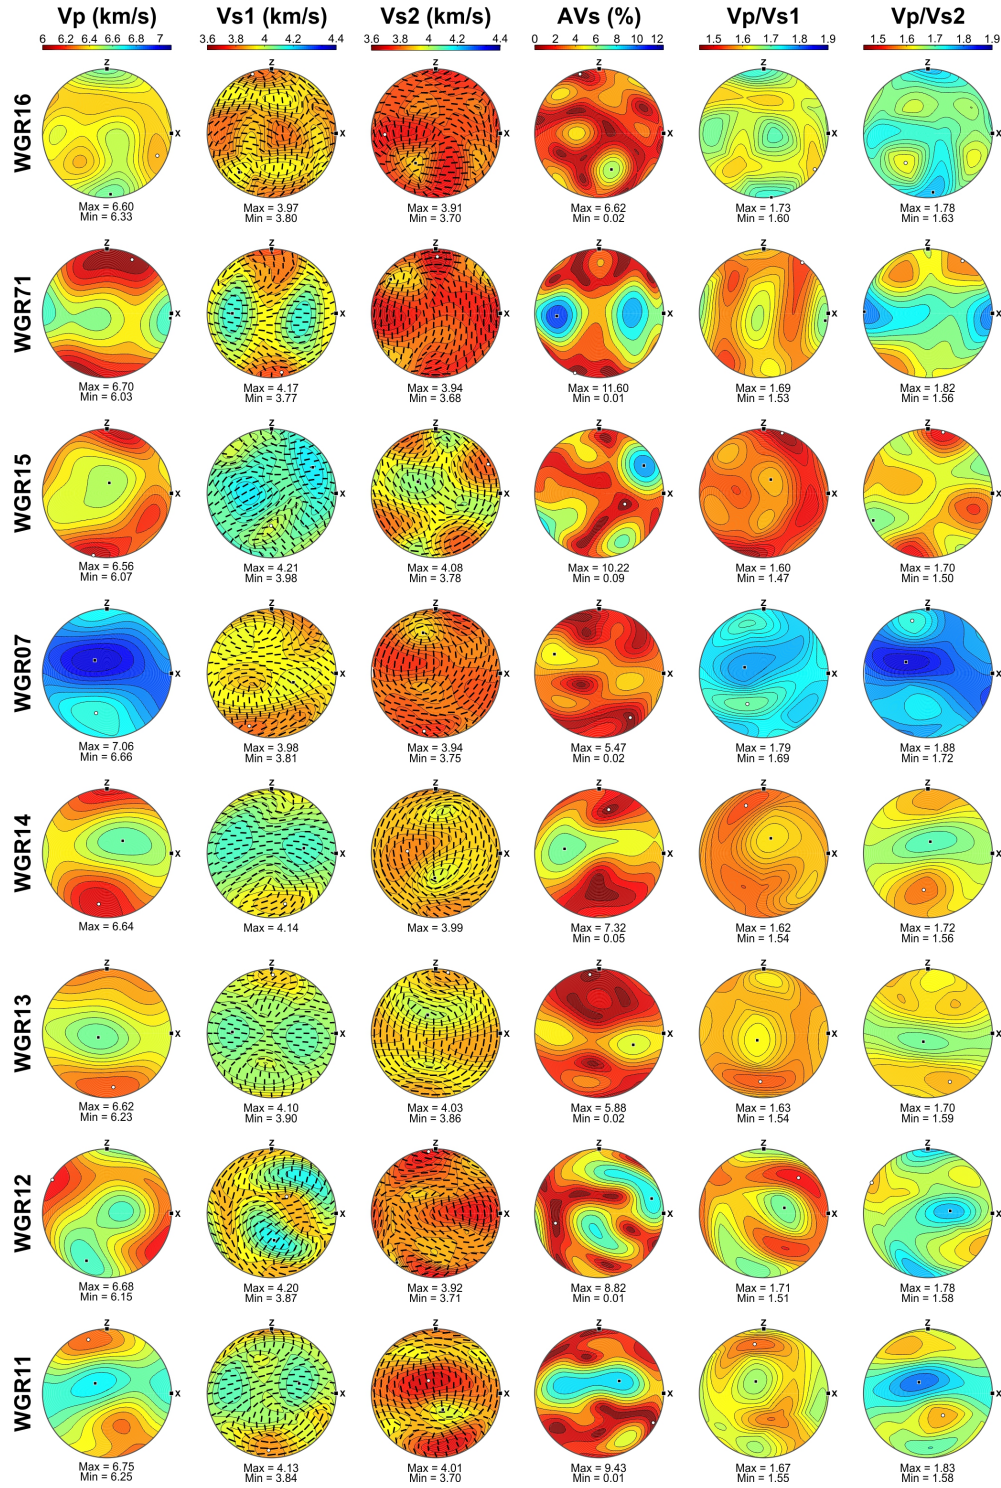 Vp (km/s) Vs1 (km/s) Vs2 (km/s) AVs (%) Vp/Vs1 Vp/Vs2
6 6.2 6.4 6.6 6.8 7 3.6 3.8 4 4.2 4.4 3.6 3.8 4 4.2 4.4 0 2 4 6 8 10 12 1.5 1.6 1.7 1.8 1.9 1.5 1.6 1.7 1.8 1.9
Z Z Z Z Z Z
WGR16 X X X X X X
Max = 6.60 Max = 3.97 Max = 3.91 Max = 6.62 Max = 1.73 Max = 1.78
Min = 6.33 Min = 3.80 Min = 3.70 Min = 0.02 Min = 1.60 Min = 1.63
Z Z Z Z Z Z
WGR71 X X X X X X
Max = 6.70 Max = 4.17 Max = 3.94 Max = 11.60 Max = 1.69 Max = 1.82
Min = 6.03 Min = 3.77 Min = 3.68 Min = 0.01 Min = 1.53 Min = 1.56
Z Z Z Z Z Z
WGR15 X X X X X X
Max = 6.56 Max = 4.21 Max = 4.08 Max = 10.22 Max = 1.60 Max = 1.70
Min = 6.07 Min = 3.98 Min = 3.78 Min = 0.09 Min = 1.47 Min = 1.50
Z Z Z Z Z Z
WGR07 X X X X X X
Max = 7.06 Max = 3.98 Max = 3.94 Max = 5.47 Max = 1.79 Max = 1.88
Min = 6.66 Min = 3.81 Min = 3.75 Min = 0.02 Min = 1.69 Min = 1.72
Z Z Z Z Z Z
WGR14 X X X X X X
Max = 6.64 Max = 4.14 Max = 3.99 Max = 7.32 Max = 1.62 Max = 1.72
Min = 0.05 Min = 1.54 Min = 1.56
Z Z Z Z Z Z
WGR13 X X X X X X
Max = 6.62 Max = 4.10 Max = 4.03 Max = 5.88 Max = 1.63 Max = 1.70
Min = 6.23 Min = 3.90 Min = 3.86 Min = 0.02 Min = 1.54 Min = 1.59
Z Z Z Z Z Z
WGR12 X X X X X X
Max = 6.68 Max = 4.20 Max = 3.92 Max = 8.82 Max = 1.71 Max = 1.78
Min = 6.15 Min = 3.87 Min = 3.71 Min = 0.01 Min = 1.51 Min = 1.58
Z Z Z Z Z Z
WGR11 X X X X X X
Max = 6.75 Max = 4.13 Max = 4.01 Max = 9.43 Max = 1.67 Max = 1.83
Min = 6.25 Min = 3.84 Min = 3.70 Min = 0.01 Min = 1.55 Min = 1.58